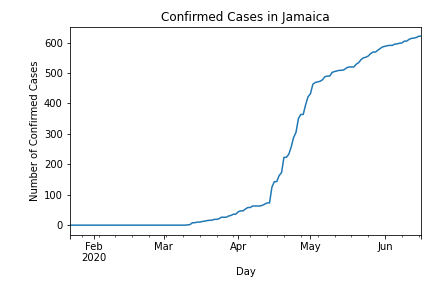 Confirmed Cases in Jamaica
Number of Confirmed Cases
600
500
400
300
200
100
0
Feb Mar Apr May Jun
2020
Day